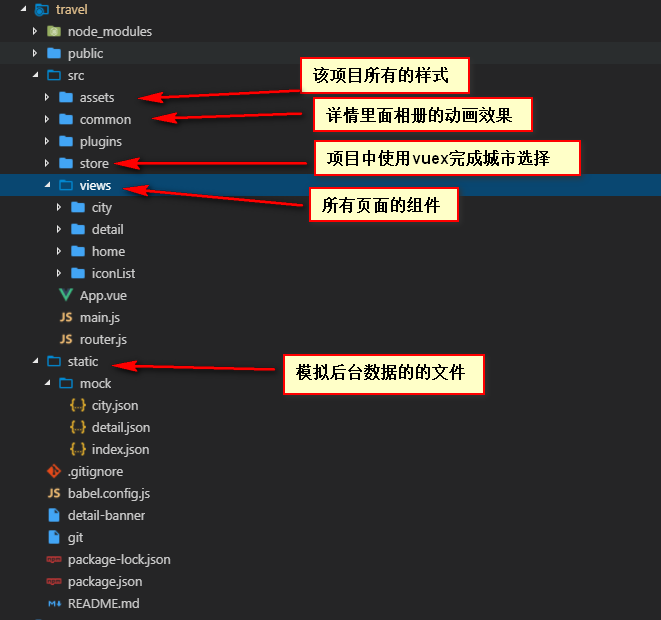 travel
node_modules
public
src
该项目所有的样式
assets
common
详情里面相册的动画效果
plugins
store
项目中使用vuex完成城市选择
views
所有页面的组件
city
detail
home
iconList
App.vue
JS main.js
JS router.js
static
模拟后台数据的的文件
mock
{..} city.json
{..} detail.json
{..} index.json
.gitignore
JS babel.config.js
detail-banner
git
package-lock.json
package.json
M↓ README.md